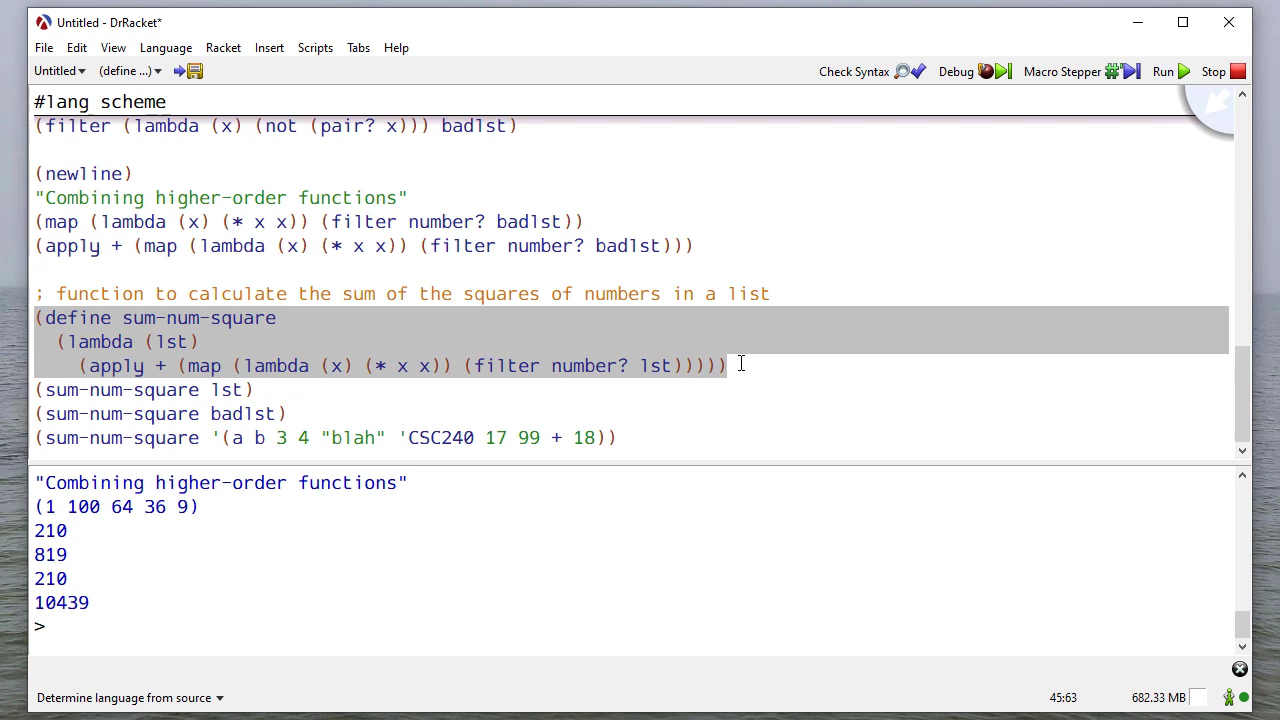 Untitled - DrRacket*
File Edit View Language Racket Insert Scripts Tabs Help
Untitled (define ...) Check Syntax Debug Macro Stepper Run Stop
#lang scheme
(filter (lambda (x) (not (pair? x))) badlst)
(newline)
"Combining higher-order functions"
(map (lambda (x) (* x x)) (filter number? badlst))
(apply + (map (lambda (x) (* x x)) (filter number? badlst)))
; function to calculate the sum of the squares of numbers in a list
(define sum-num-square
(lambda (lst)
(apply + (map (lambda (x) (* x x)) (filter number? lst)))))
(sum-num-square lst)
(sum-num-square badlst)
(sum-num-square '(a b 3 4 "blah" 'CSC240 17 99 + 18))
"Combining higher-order functions"
(1 100 64 36 9)
210
819
210
10439
>
Determine language from source 45:63 682.33 MB